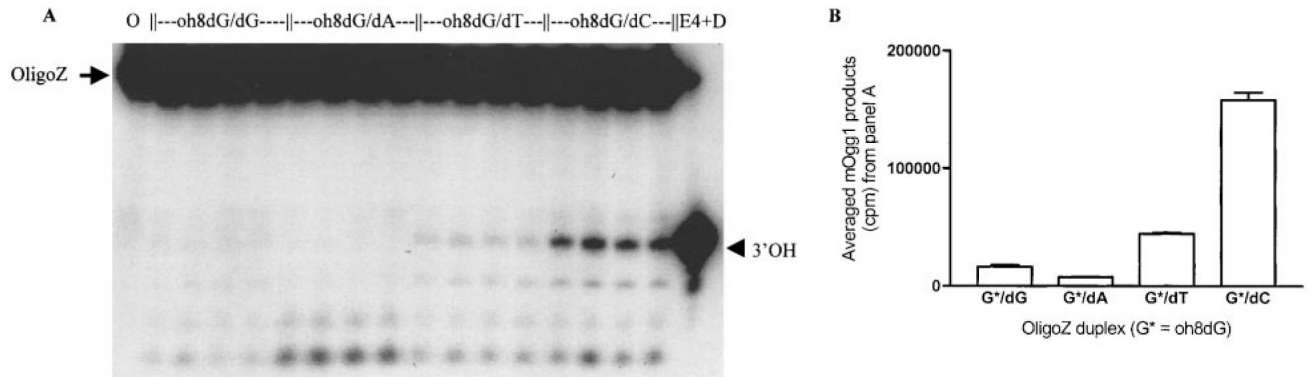 A
O ||---oh8dG/dG----||---oh8dG/dA---||---oh8dG/dT---||---oh8dG/dC---||E4+D
OligoZ
3'OH
B
Averaged mOgg1 products
(cpm) from panel A
200000
100000
0
G*/dG G*/dA G*/dT G*/dC
OligoZ duplex (G* = oh8dG)